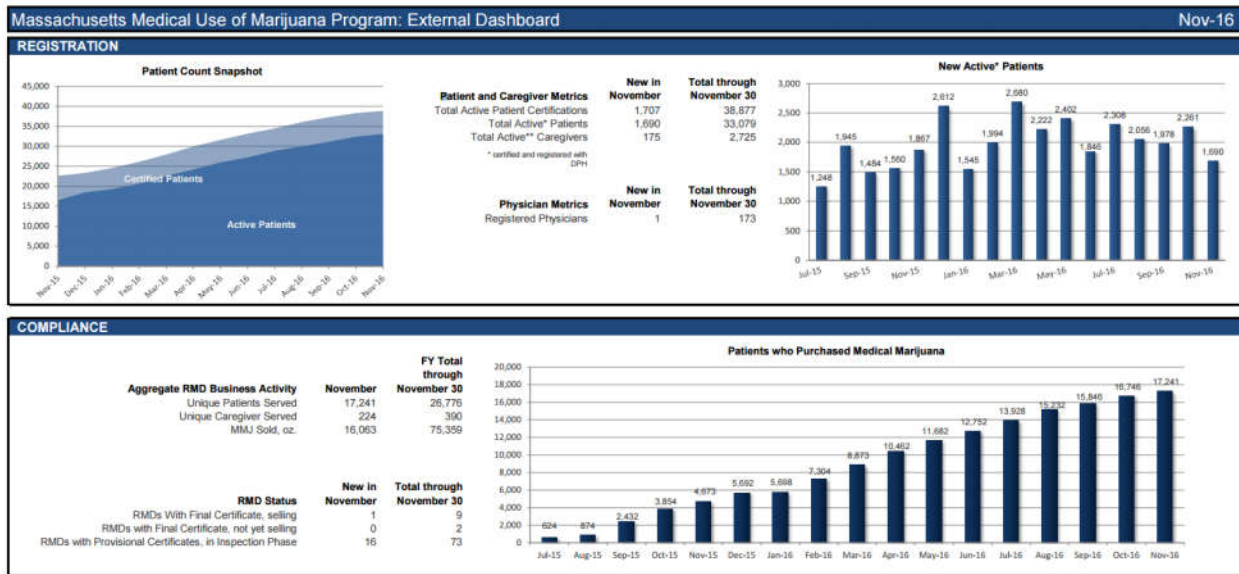 Massachusetts Medical Use of Marijuana Program: External Dashboard Nov-16
REGISTRATION
Patient Count Snapshot
45,000
40,000
35,000
30,000
25,000
20,000
15,000
10,000
5,000
0
Certified Patients
Active Patients
Nov-15 Dec-15 Jan-16 Feb-16 Mar-16 Apr-16 May-16 Jun-16 Jul-16 Aug-16 Sep-16 Oct-16 Nov-16
New in Total through
Patient and Caregiver Metrics November November 30
Total Active Patient Certifications 1,707 38,877
Total Active* Patients 1,690 33,079
Total Active** Caregivers 175 2,725
* certified and registered with
DPH
New in Total through
Physician Metrics November November 30
Registered Physicians 1 173
New Active* Patients
3,000
2,500
2,000
1,500
1,000
500
0
1,248 1,945 1,484 1,560 1,867 2,612 1,545 1,994 2,680 2,222 2,402 1,846 2,308 2,056 1,978 2,261 1,690
Jul-15 Sep-15 Nov-15 Jan-16 Mar-16 May-16 Jul-16 Sep-16 Nov-16
COMPLIANCE
FY Total
through
Aggregate RMD Business Activity November November 30
Unique Patients Served 17,241 26,776
Unique Caregiver Served 224 390
MMJ Sold, oz. 16,063 75,359
New in Total through
RMD Status November November 30
RMDs With Final Certificate, selling 1 9
RMDs with Final Certificate, not yet selling 0 2
RMDs with Provisional Certificates, in Inspection Phase 16 73
Patients who Purchased Medical Marijuana
20,000
18,000
16,000
14,000
12,000
10,000
8,000
6,000
4,000
2,000
0
624 874 2,432 3,854 4,673 5,692 5,698 7,304 8,873 10,462 11,682 12,752 13,928 15,232 15,846 16,746 17,241
Jul-15 Aug-15 Sep-15 Oct-15 Nov-15 Dec-15 Jan-16 Feb-16 Mar-16 Apr-16 May-16 Jun-16 Jul-16 Aug-16 Sep-16 Oct-16 Nov-16